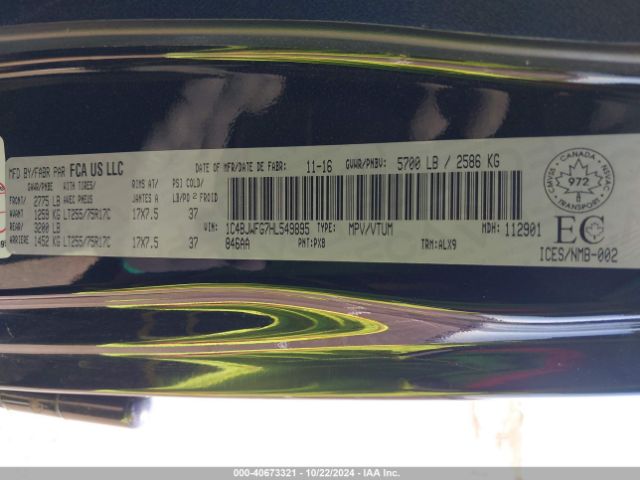 MFD BY/FABR PAR FCA US LLC
DATE OF MFR/DATE DE FABR: 11-16 GVWR/PNBV: 5700 LB / 2586 KG
GAWR/PNBE WITH TIRES/ RIMS AT/ PSI COLD/
FRONT/ 2775 LB AVEC PNEUS JANTES A LB/PO 2 FROID
AVANT 1259 KG LT255/75R17C 17X7.5 37
REAR/ 3200 LB
ARRIERE 1452 KG LT255/75R17C 17X7.5 37
VIN: 1C4BJWFG7HL549895 TYPE: MPV/VTUM MDH: 112901
846AA PNT: PX8 TRM: ALX9
CANADA
CMVSS NSVAC
972
EC
ICES/NMB-002
000-40673321 - 10/22/2024 - IAA Inc.